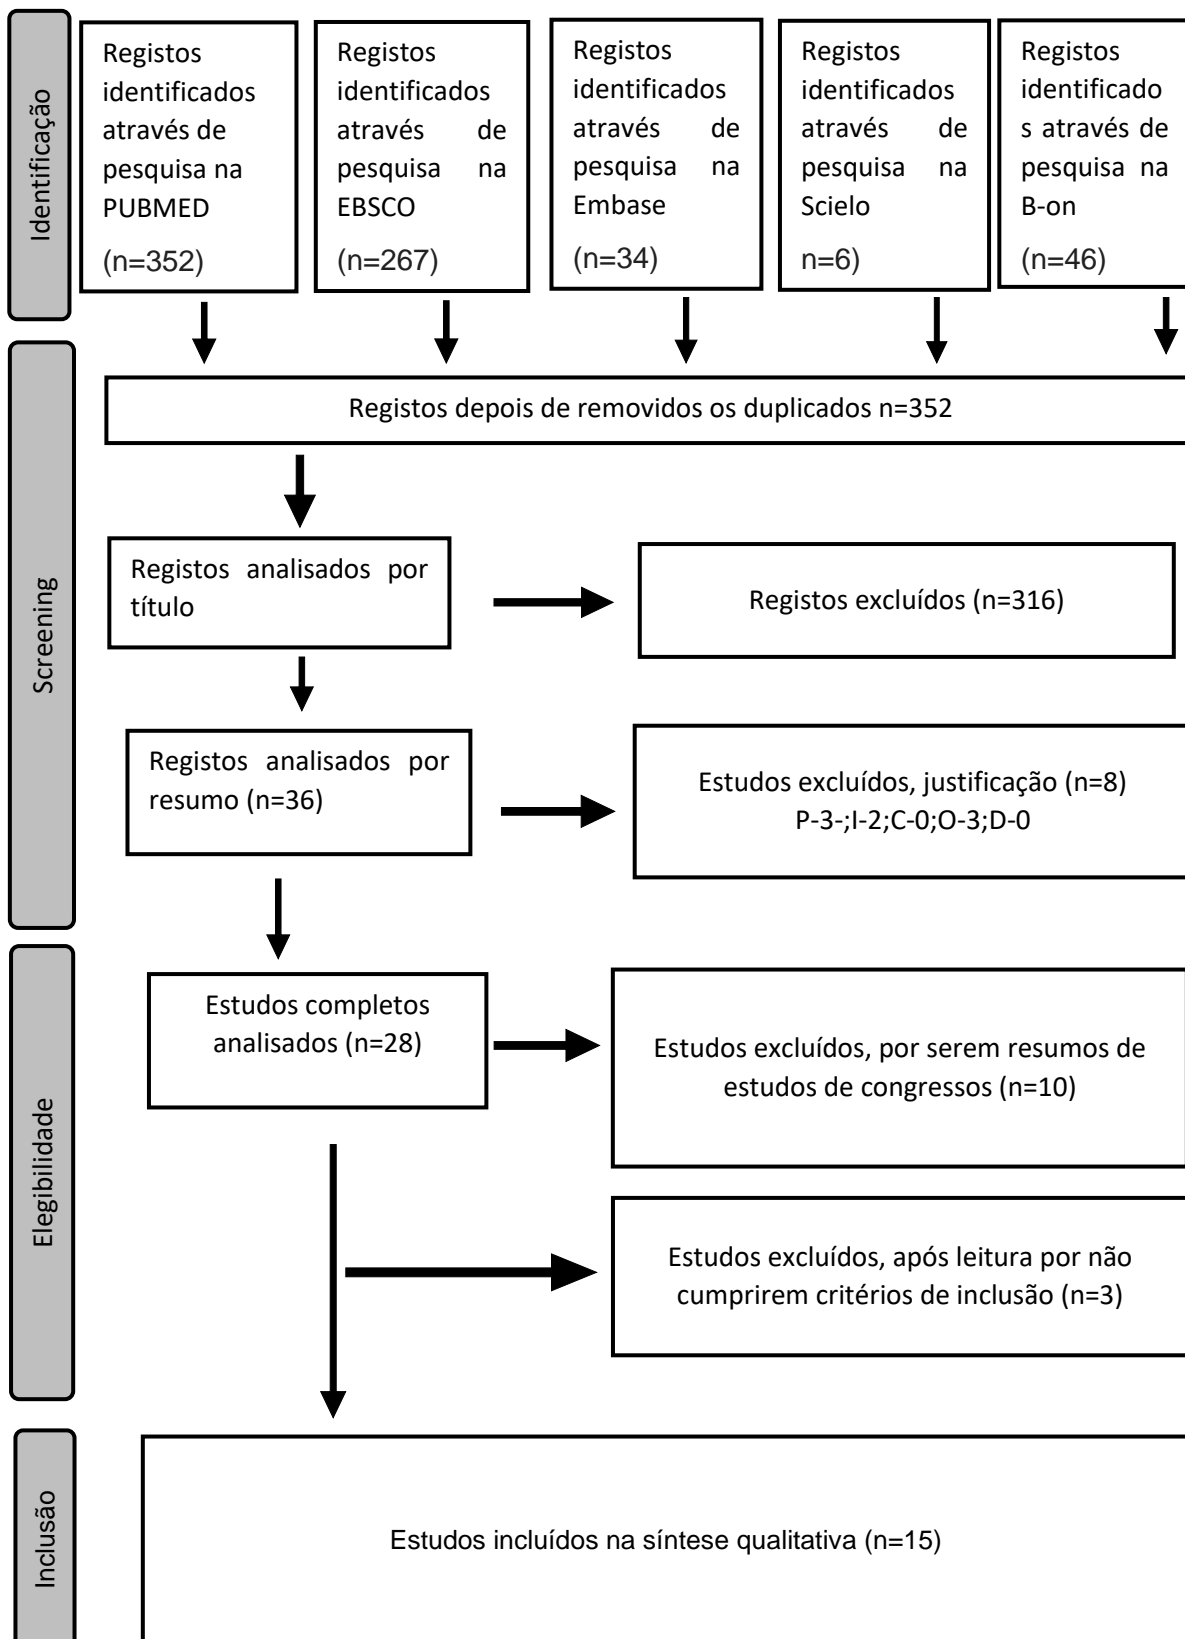 Identificação
Registos
identificados
através de
pesquisa na
PUBMED
(n=352)
Registos
identificados
através de
pesquisa na
EBSCO
(n=267)
Registos
identificados
através de
pesquisa na
Embase
(n=34)
Registos
identificados
através de
pesquisa na
Scielo
n=6)
Registos
identificado
s através de
pesquisa na
B-on
(n=46)
Screening
Registos depois de removidos os duplicados n=352
Registos analisados por
título
Registos excluídos (n=316)
Registos analisados por
resumo (n=36)
Estudos excluídos, justificação (n=8)
P-3-;I-2;C-0;O-3;D-0
Elegibilidade
Estudos completos
analisados (n=28)
Estudos excluídos, por serem resumos de
estudos de congressos (n=10)
Estudos excluídos, após leitura por não
cumprirem critérios de inclusão (n=3)
Inclusão
Estudos incluídos na síntese qualitativa (n=15)